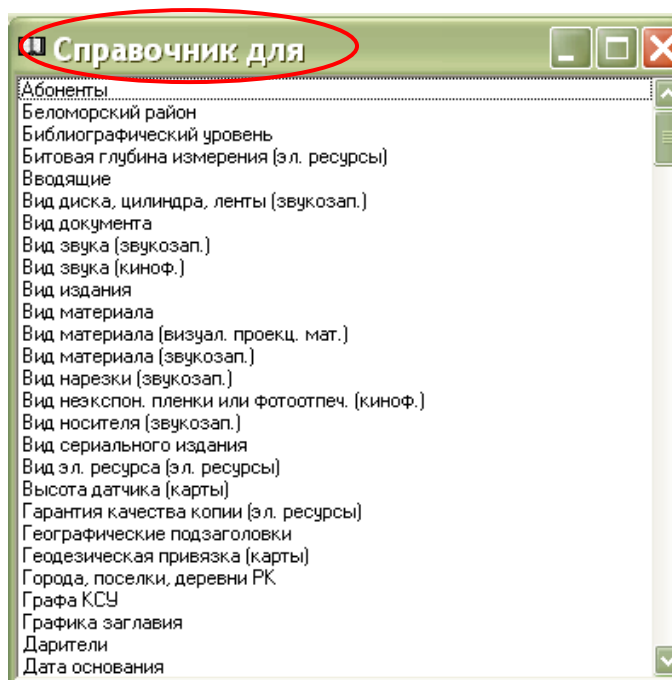 Справочник для
Абоненты
Беломорский район
Библиографический уровень
Битовая глубина измерения (эл. ресурсы)
Вводящие
Вид диска, цилиндра, ленты (звукозап.)
Вид документа
Вид звука (звукозап.)
Вид звука (киноф.)
Вид издания
Вид материала
Вид материала (визуал. проекц. мат.)
Вид материала (звукозап.)
Вид нарезки (звукозап.)
Вид неэкспон. пленки или фотоотпеч. (киноф.)
Вид носителя (звукозап.)
Вид сериального издания
Вид эл. ресурса (эл. ресурсы)
Высота датчика (карты)
Гарантия качества копии (эл. ресурсы)
Географические подзаголовки
Геодезическая привязка (карты)
Города, поселки, деревни РК
Графа КСУ
Графика заглавия
Дарители
Дата основания